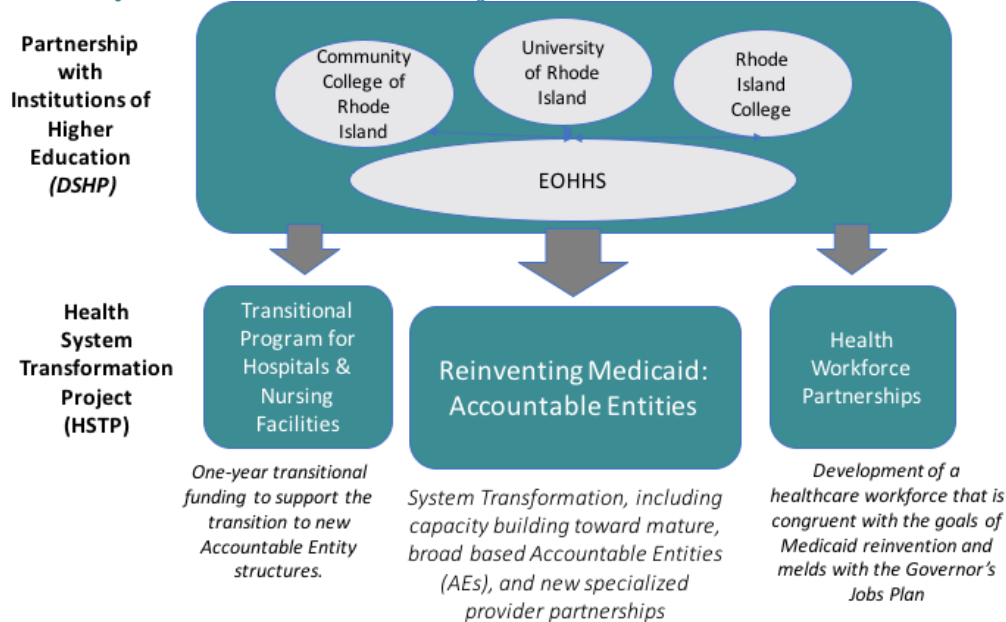 Partnership
with
Institutions of
Higher
Education
(DSHP)
Community
College of
Rhode
Island
University
of Rhode
Island
Rhode
Island
College
EOHHS
Health
System
Transformation
Project
(HSTP)
Transitional
Program for
Hospitals &
Nursing
Facilities
Reinventing Medicaid:
Accountable Entities
Health
Workforce
Partnerships
One-year transitional
funding to support the
transition to new
Accountable Entity
structures.
System Transformation, including
capacity building toward mature,
broad based Accountable Entities
(AEs), and new specialized
provider partnerships
Development of a
healthcare workforce that is
congruent with the goals of
Medicaid reinvention and
melds with the Governor's
Jobs Plan